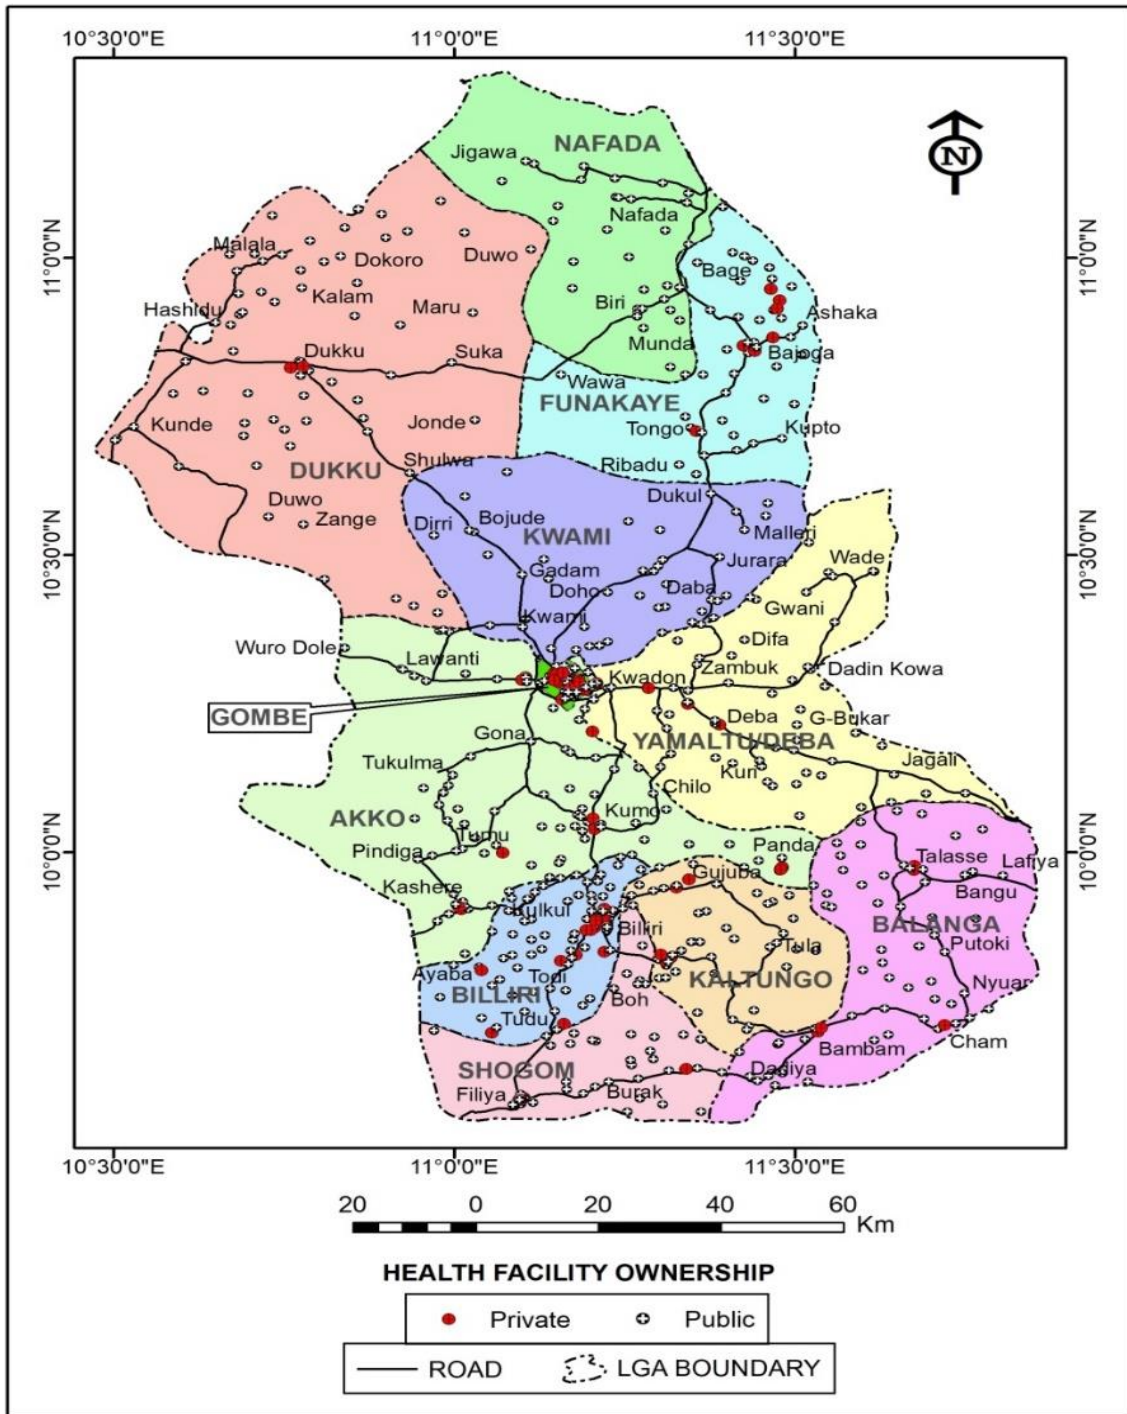 10°30'0"E 11°0'0"E 11°30'0"E
NAFADA
Jigawa
N
Nafada
Malala
Duwo
Dokoro
11°0'0"N
11°0'0"N
Bage
Kalam
Hashidu
Maru
Biri
Ashaka
Munda
Dukku
Suka
Bajoga
Wawa
FUNAKAYE
Kunde
Jonde
Tongo
Kupto
DUKKU
Shulwa
Ribadu
Duwo
Dukul
Zange
Dirri
Bojude
KWAMI
Malleri
10°30'0"N
10°30'0"N
Jurara
Wade
Gadam
Doho
Daba
Gwani
Kwami
Difa
Wuro Dole
Lawanti
Zambuk
Dadin Kowa
Kwadon
GOMBE
Deba
G-Bukar
Gona
YAMALTU/DEBA
Tukulma
Kuri
Jagali
Chilo
AKKO
Kumo
Tumu
Panda
Pindiga
10°0'0"N
10°0'0"N
Talasse
Lafiya
Gujuba
Kashere
Bangu
Kulkul
Billiri
BALANGA
Tula
Putoki
Ayaba
Todi
KALTUNGO
Nyuar
BILLIRI
Boh
Tudu
Cham
Bambam
SHOGOM
Dadiya
Filiya
Burak
10°30'0"E 11°0'0"E 11°30'0"E
20 0 20 40 60
Km
HEALTH FACILITY OWNERSHIP
Private Public
ROAD LGA BOUNDARY